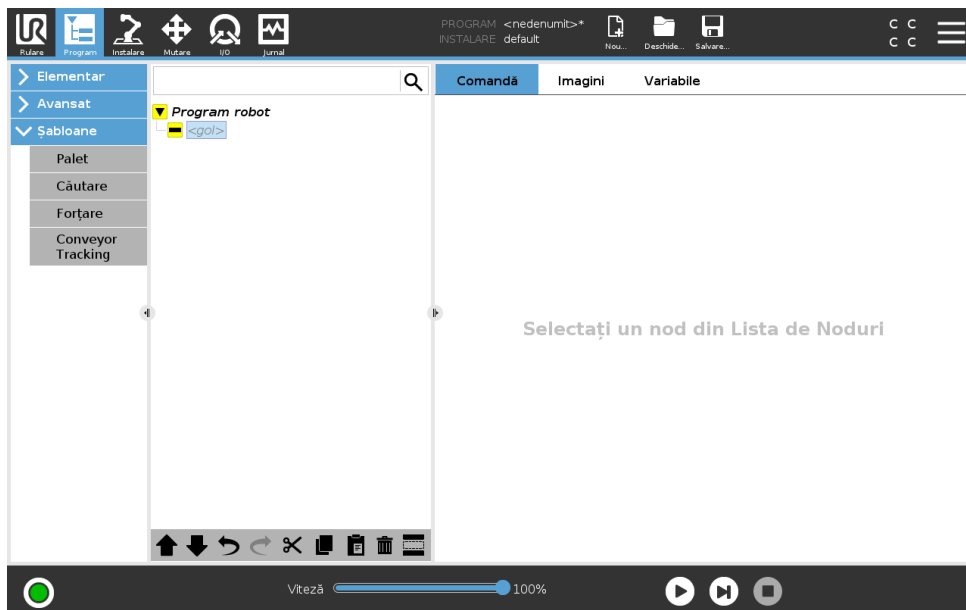 PROGRAM <nedenumit>*
INSTALARE default
Rulare
Program
Instalare
Mutare
I/O
Jurnal
Nou...
Deschide...
Salvare...
C C
C C
Elementar
Avansat
Șabloane
Palet
Căutare
Forțare
Conveyor
Tracking
Program robot
<gol>
Comandă
Imagini
Variabile
Selectați un nod din Lista de Noduri
Viteză
100%